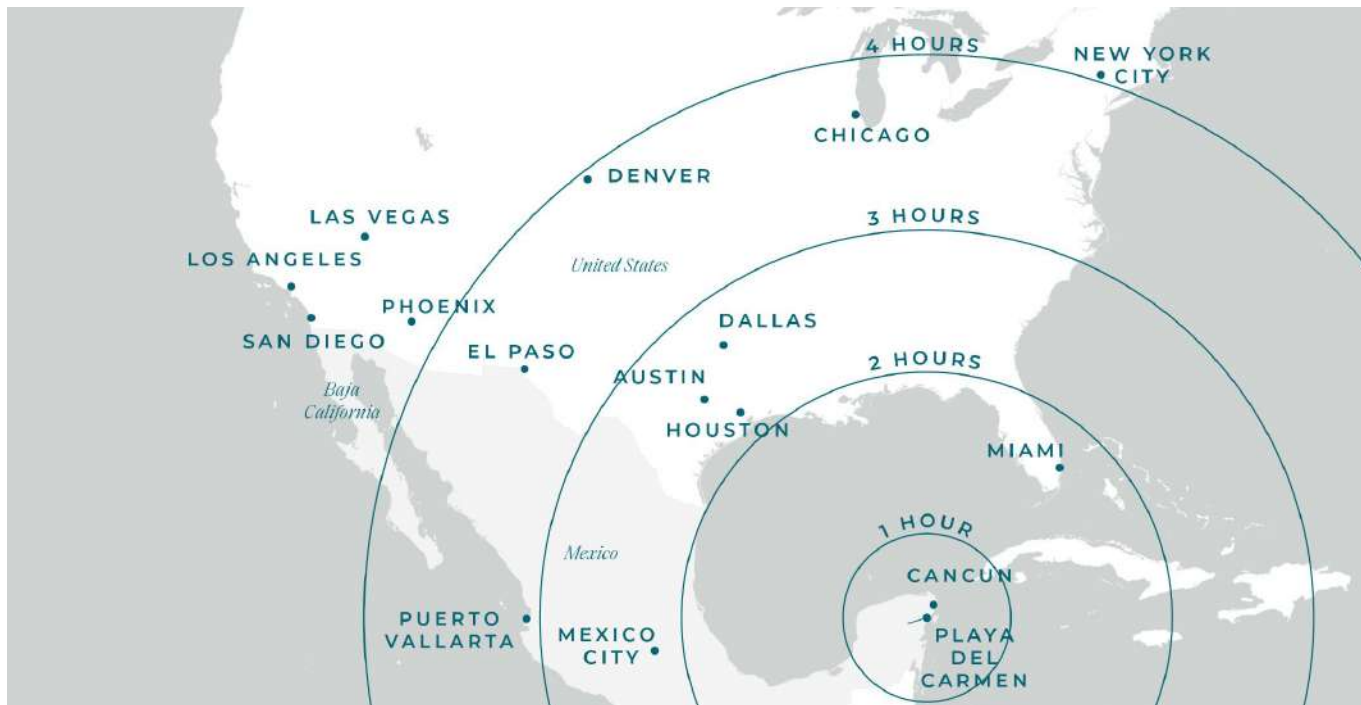 4 HOURS
NEW YORK
CITY
CHICAGO
DENVER
LAS VEGAS
3 HOURS
LOS ANGELES
United States
PHOENIX
DALLAS
SAN DIEGO
EL PASO
2 HOURS
AUSTIN
Baja
California
HOUSTON
MIAMI
1 HOUR
Mexico
CANCUN
PUERTO
VALLARTA
MEXICO
CITY
PLAYA
DEL
CARMEN